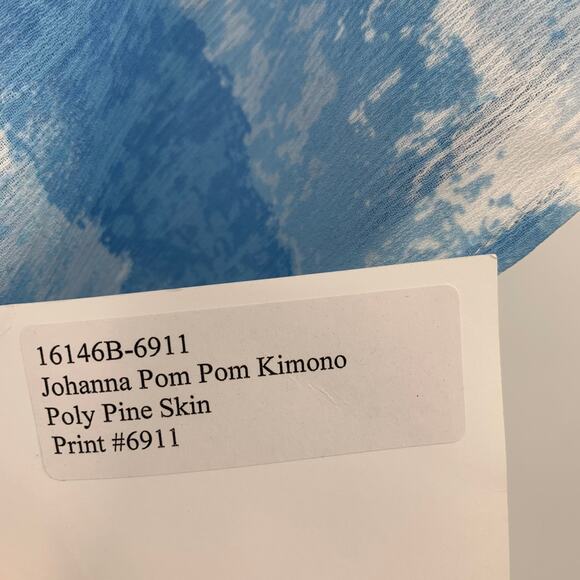 16146B-6911
Johanna Pom Pom Kimono
Poly Pine Skin
Print #6911